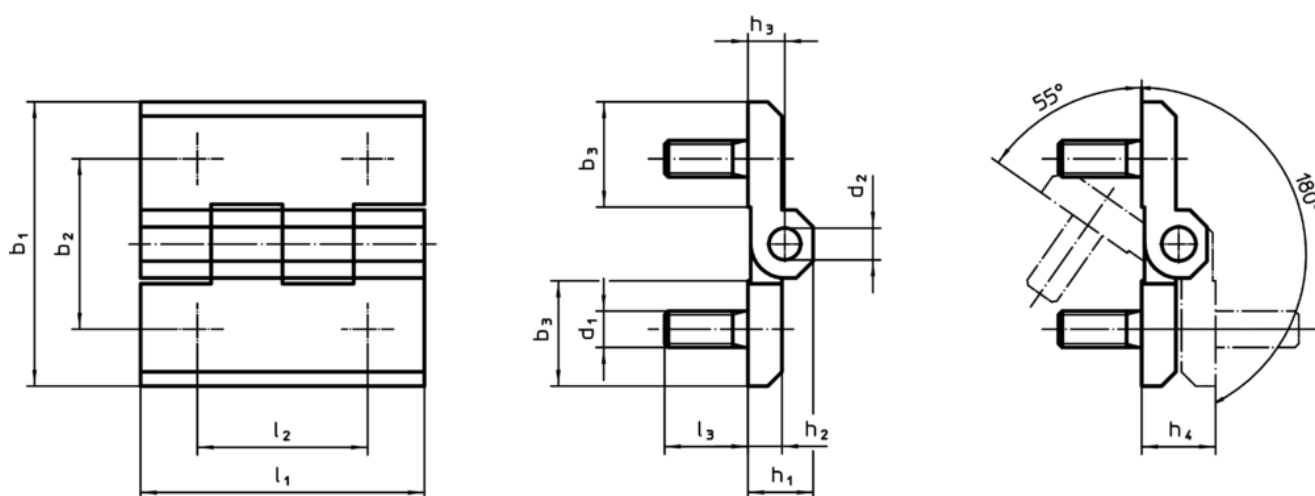 b₁
b₂
l₂
l₁
h₃
b₃
d₂
b₃
d₁
l₃
h₂
h₁
55°
180°
h₄